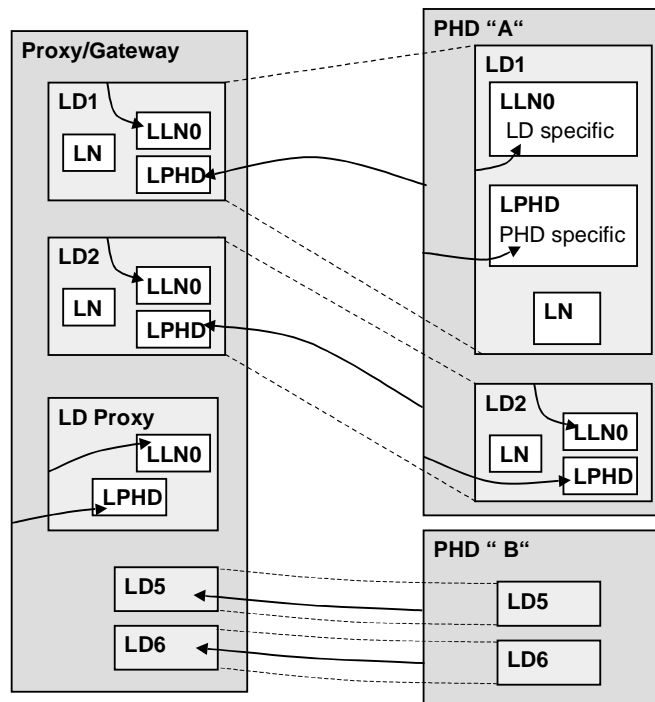 Proxy/Gateway
LD1
LLN0
LN
LPHD
LD2
LLN0
LN
LPHD
LD Proxy
LLN0
LPHD
LD5
LD6
PHD “A“
LD1
LLN0
LD specific
LPHD
PHD specific
LN
LD2
LLN0
LN
LPHD
PHD “ B“
LD5
LD6